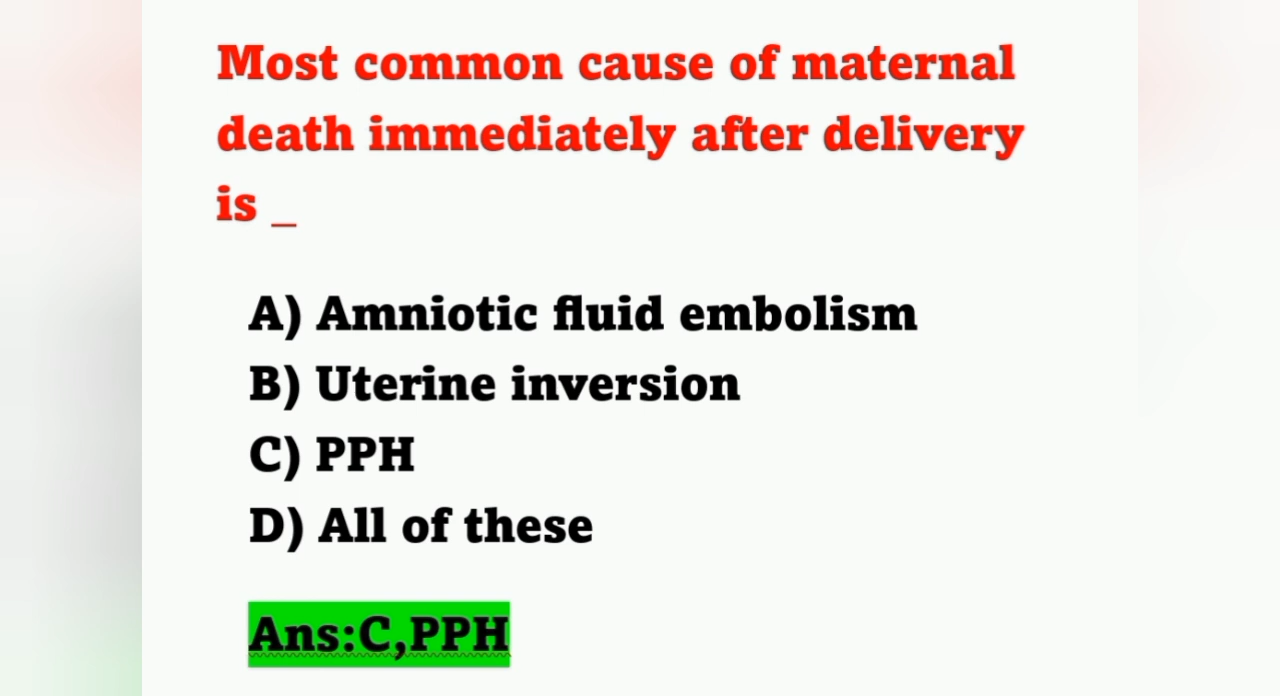 Most common cause of maternal
death immediately after delivery
is _
A) Amniotic fluid embolism
B) Uterine inversion
C) PPH
D) All of these
Ans:C,PPH